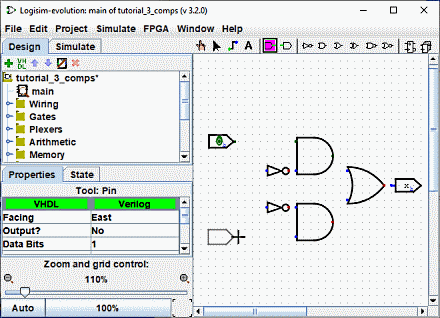 Logisim-evolution: main of tutorial_3_comps (v 3.2.0)
File Edit Project Simulate FPGA Window Help
Design Simulate
A
VH
DL
tutorial_3_comps*
main
Wiring
Gates
Plexers
Arithmetic
Memory
Properties State
Tool: Pin
VHDL Verilog
Facing East
Output? No
Data Bits 1
Zoom and grid control:
110%
Auto 100%
0
x